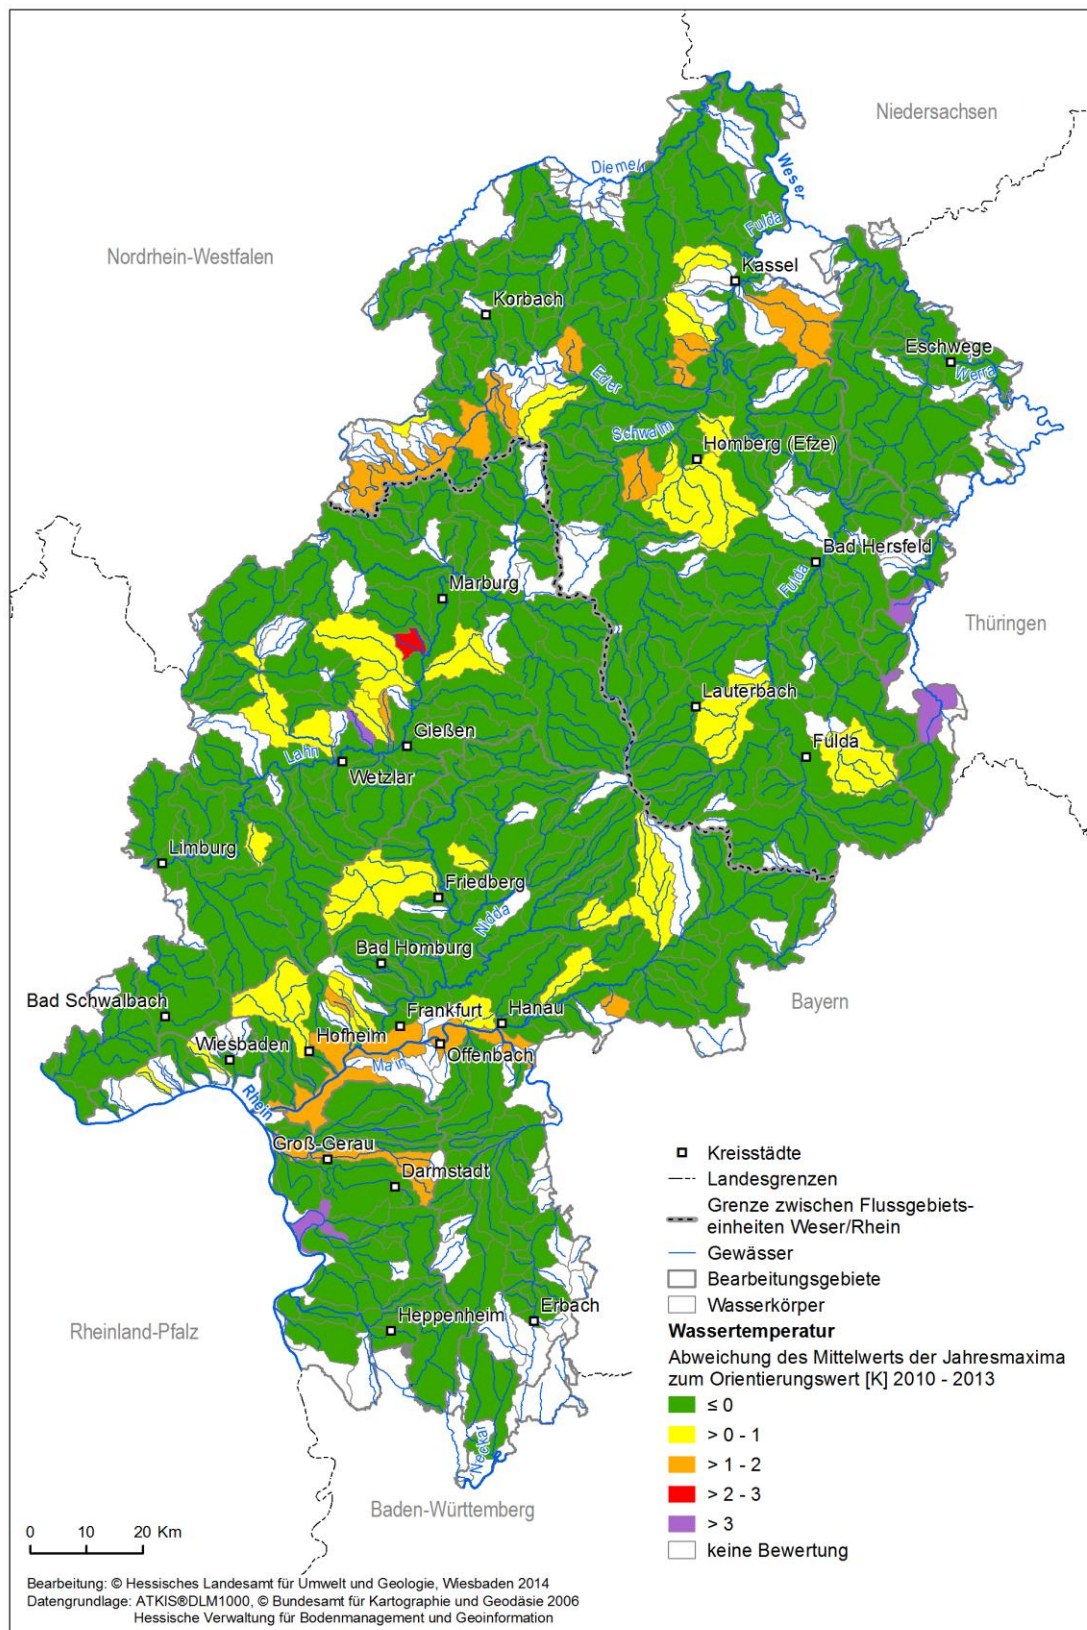 Niedersachsen
Diemel
Weser
Fulda
Nordrhein-Westfalen
Kassel
Korbach
Eschwege
Werra
Eder
Schwalm
Homberg (Efze)
Bad Hersfeld
Fulda
Marburg
Thüringen
Lauterbach
Gießen
Fulda
Lahn
Wetzlar
Limburg
Friedberg
Nidda
Bad Homburg
Bad Schwalbach
Bayern
Frankfurt
Hanau
Wiesbaden
Hofheim
Offenbach
Main
Rhein
Groß-Gerau
Darmstadt
Erbach
Heppenheim
Rheinland-Pfalz
Neckar
Baden-Württemberg
Kreisstädte
Landesgrenzen
Grenze zwischen Flussgebiets-
einheiten Weser/Rhein
Gewässer
Bearbeitungsgebiete
Wasserkörper
Wassertemperatur
Abweichung des Mittelwerts der Jahresmaxima
zum Orientierungswert [K] 2010 - 2013
≤ 0
> 0 - 1
> 1 - 2
> 2 - 3
> 3
keine Bewertung
0 10 20 Km
Bearbeitung: © Hessisches Landesamt für Umwelt und Geologie, Wiesbaden 2014
Datengrundlage: ATKIS®DLM1000, © Bundesamt für Kartographie und Geodäsie 2006
Hessische Verwaltung für Bodenmanagement und Geoinformation